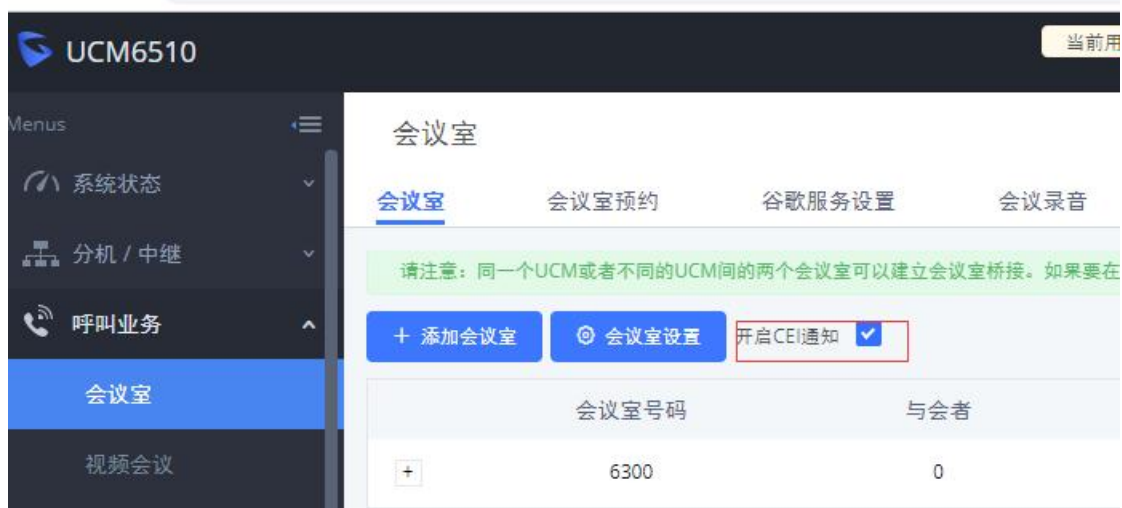 UCM6510
当前用
Menus
系统状态
分机 / 中继
呼叫业务
会议室
视频会议
会议室
会议室 会议室预约 谷歌服务设置 会议录音
请注意：同一个UCM或者不同的UCM间的两个会议室可以建立会议室桥接。如果要在
+ 添加会议室 会议室设置 开启CEI通知
会议室号码 与会者
+ 6300 0